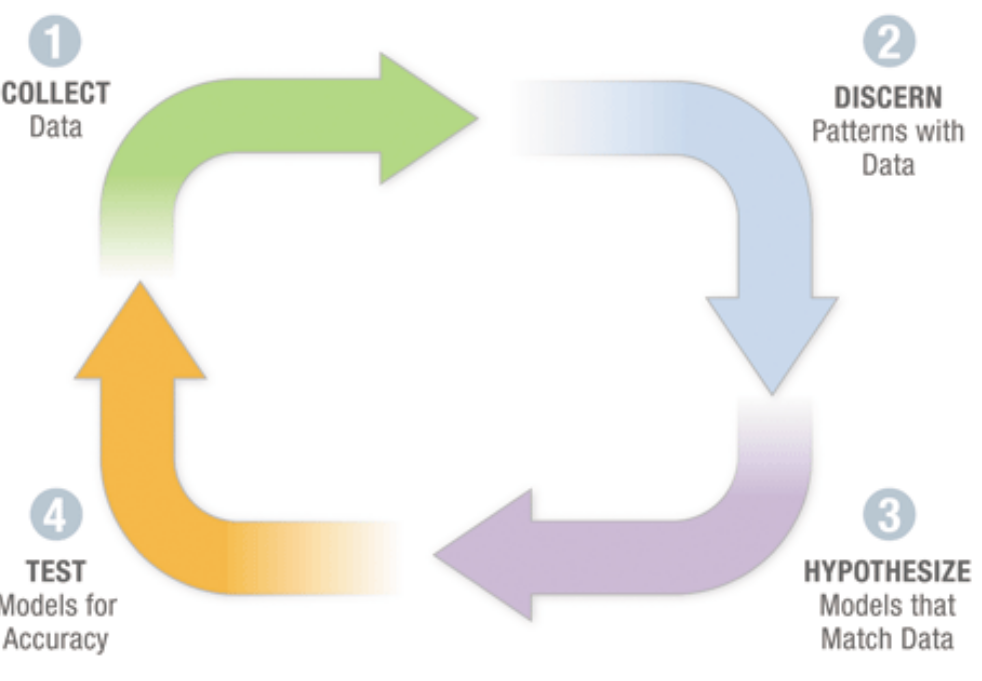 1
COLLECT
Data
2
DISCERN
Patterns with
Data
3
HYPOTHESIZE
Models that
Match Data
4
TEST
Models for
Accuracy